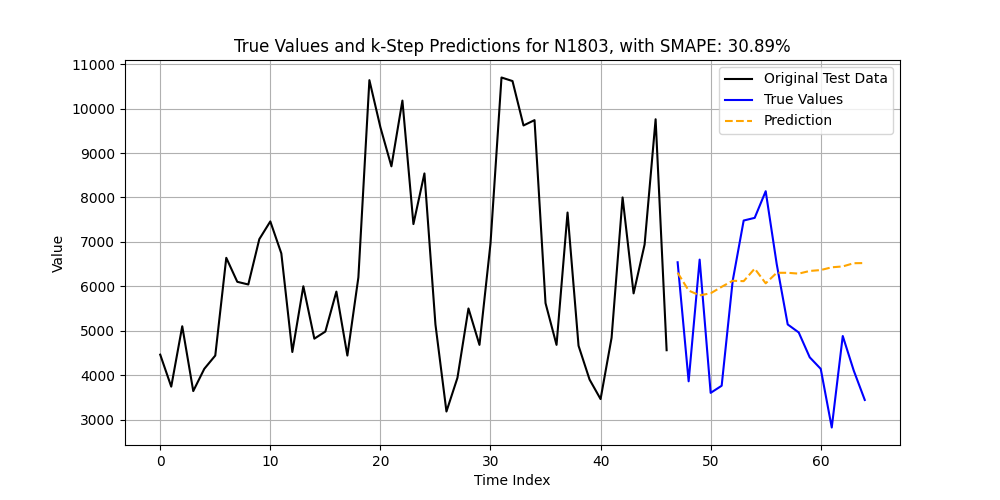 True Values and k-Step Predictions for N1803, with SMAPE: 30.89%
Original Test Data
True Values
Prediction
Value
11000
10000
9000
8000
7000
6000
5000
4000
3000
0 10 20 30 40 50 60
Time Index